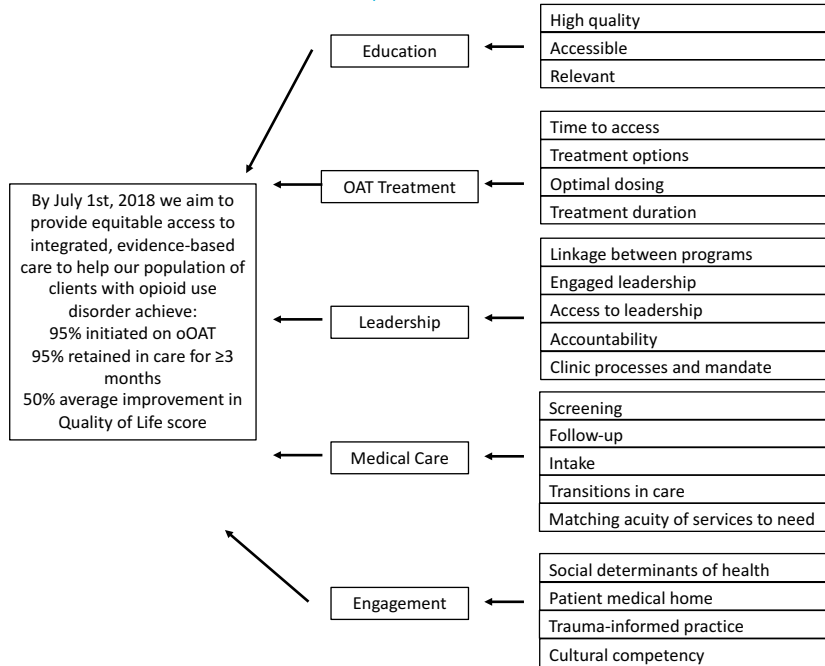 By July 1st, 2018 we aim to
provide equitable access to
integrated, evidence-based
care to help our population of
clients with opioid use
disorder achieve:
95% initiated on oOAT
95% retained in care for ≥3
months
50% average improvement in
Quality of Life score
Education
High quality
Accessible
Relevant
OAT Treatment
Time to access
Treatment options
Optimal dosing
Treatment duration
Leadership
Linkage between programs
Engaged leadership
Access to leadership
Accountability
Clinic processes and mandate
Medical Care
Screening
Follow-up
Intake
Transitions in care
Matching acuity of services to need
Engagement
Social determinants of health
Patient medical home
Trauma-informed practice
Cultural competency